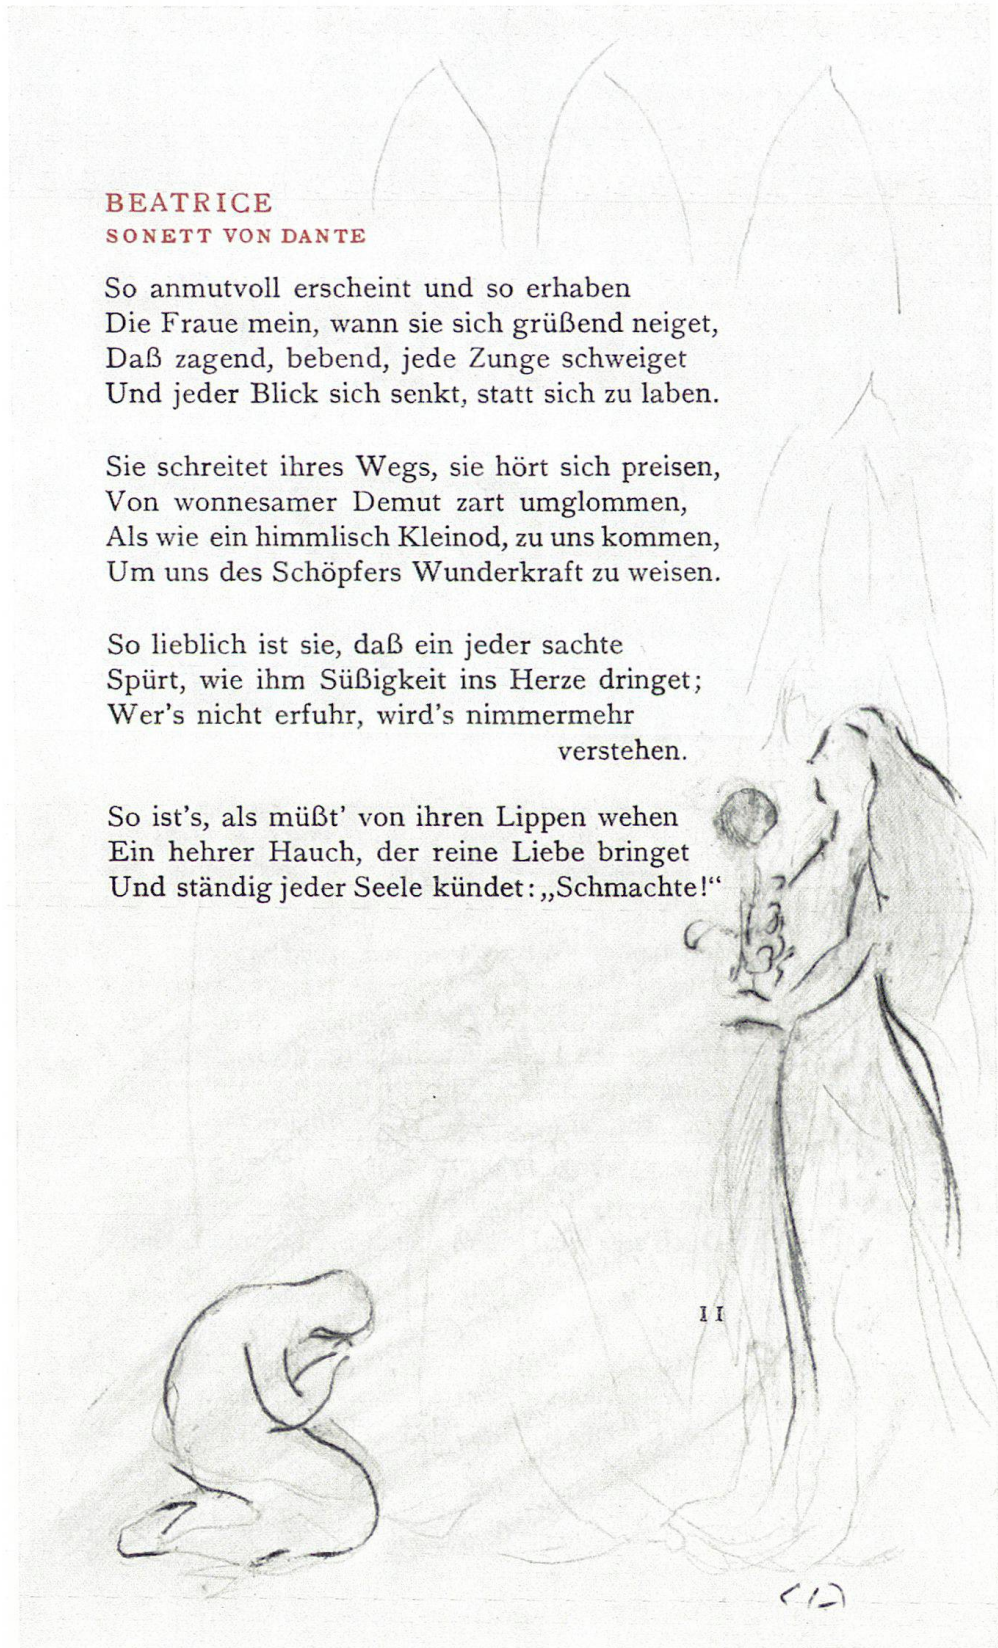 BEATRICE
SONETT VON DANTE
So anmutvoll erscheint und so erhaben
Die Fraue mein, wann sie sich grüßend neiget,
Daß zagend, bebend, jede Zunge schweiget
Und jeder Blick sich senkt, statt sich zu laben.
Sie schreitet ihres Wegs, sie hört sich preisen,
Von wonnesamer Demut zart umglommen,
Als wie ein himmlisch Kleinod, zu uns kommen,
Um uns des Schöpfers Wunderkraft zu weisen.
So lieblich ist sie, daß ein jeder sachte
Spürt, wie ihm Süßigkeit ins Herze dringet;
Wer's nicht erfuhr, wird's nimmermehr
verstehen.
So ist's, als müßt' von ihren Lippen wehen
Ein hehrer Hauch, der reine Liebe bringet
Und ständig jeder Seele kündet: „Schmachte!“
11